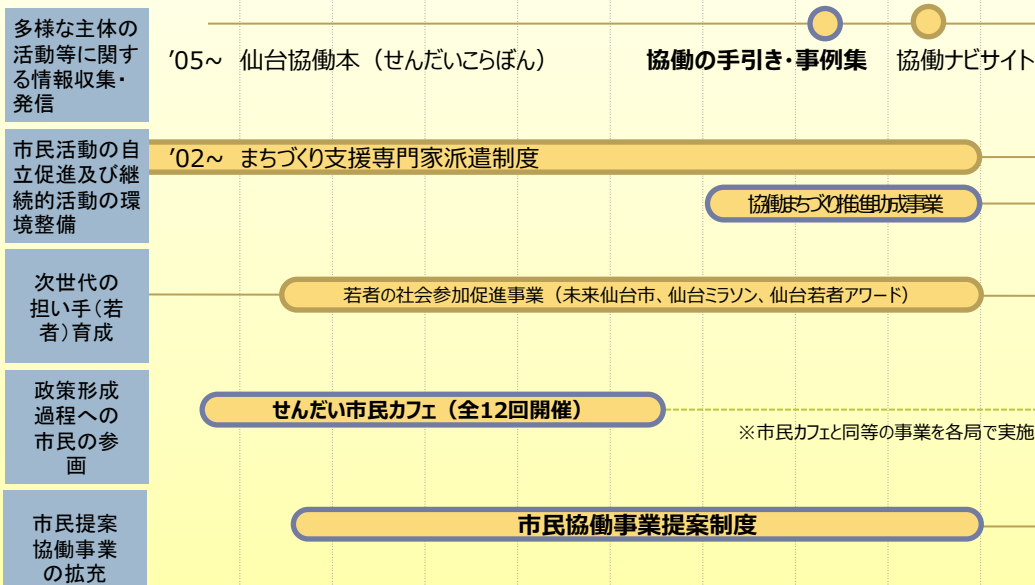 多様な主体の
活動等に関す
る情報収集・
発信
’05~ 仙台協働本（せんだいこらぼん）
協働の手引き・事例集
協働ナビサイト
市民活動の自
立促進及び継
続的活動の環
境整備
’02~ まちづくり支援専門家派遣制度
協働まちづくり推進助成事業
次世代の
担い手（若
者）育成
若者の社会参加促進事業（未来仙台市、仙台ミラソン、仙台若者アワード）
政策形成
過程への
市民の参
画
せんだい市民カフェ（全12回開催）
※市民カフェと同等の事業を各局で実施
市民提案
協働事業
の拡充
市民協働事業提案制度